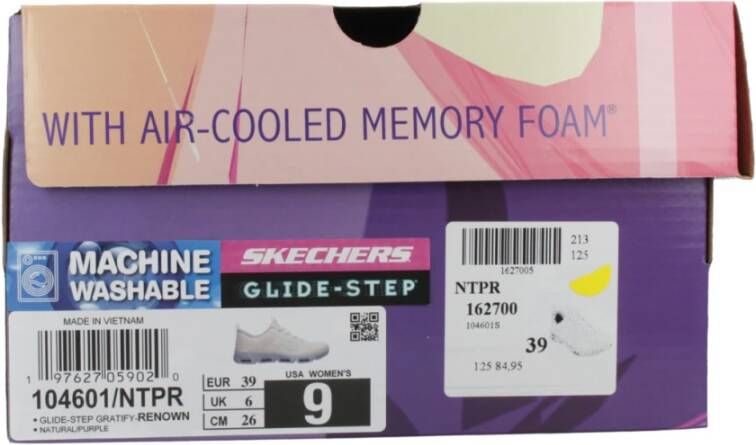 WITH AIR-COOLED MEMORY FOAM®
MACHINE
WASHABLE
SKECHERS
GLIDE-STEP
MADE IN VIETNAM
1 97627 05902 0
104601/NTPR
• GLIDE-STEP GRATIFY-RENOWN
• NATURAL/PURPLE
EUR 39
UK 6
CM 26
USA WOMEN'S
9
213
125
1627005
NTPR
162700
104601S
39
125 84,95